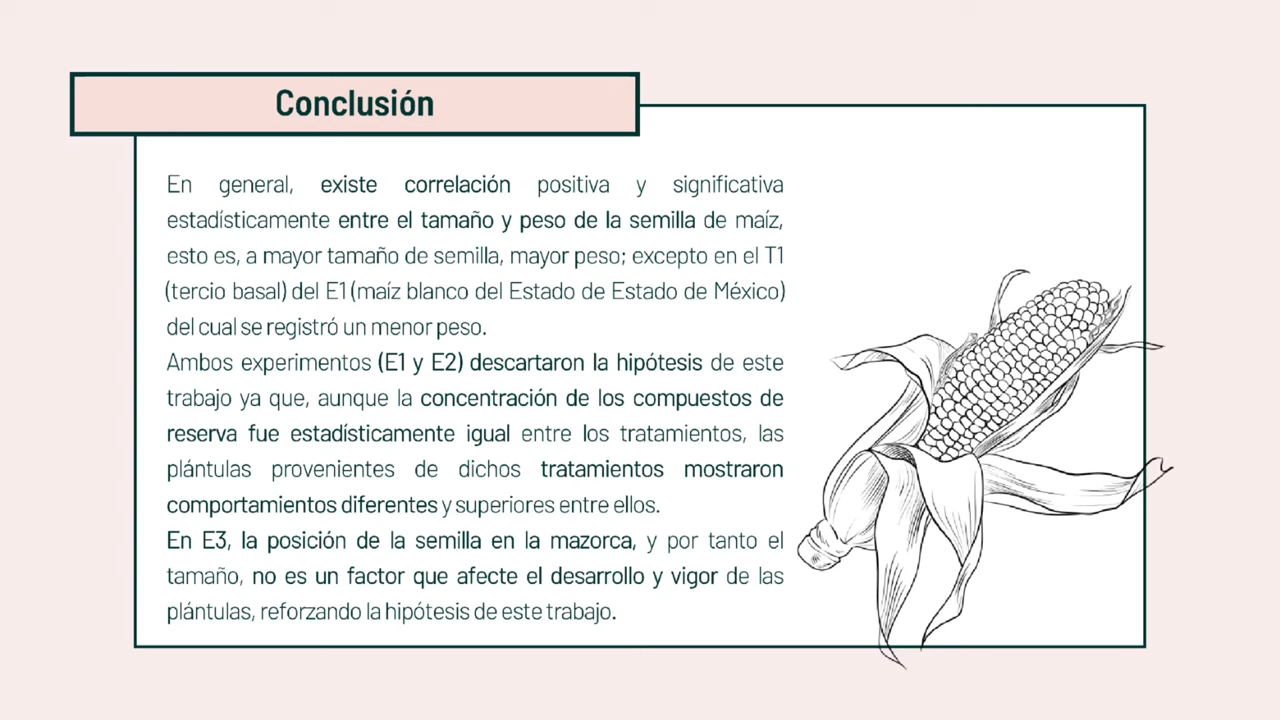 Conclusión
En general, existe correlación positiva y significativa
estadísticamente entre el tamaño y peso de la semilla de maíz,
esto es, a mayor tamaño de semilla, mayor peso; excepto en el T1
(tercio basal) del E1 (maíz blanco del Estado de Estado de México)
del cual se registró un menor peso.
Ambos experimentos (E1 y E2) descartaron la hipótesis de este
trabajo ya que, aunque la concentración de los compuestos de
reserva fue estadísticamente igual entre los tratamientos, las
plántulas provenientes de dichos tratamientos mostraron
comportamientos diferentes y superiores entre ellos.
En E3, la posición de la semilla en la mazorca, y por tanto el
tamaño, no es un factor que afecte el desarrollo y vigor de las
plántulas, reforzando la hipótesis de este trabajo.